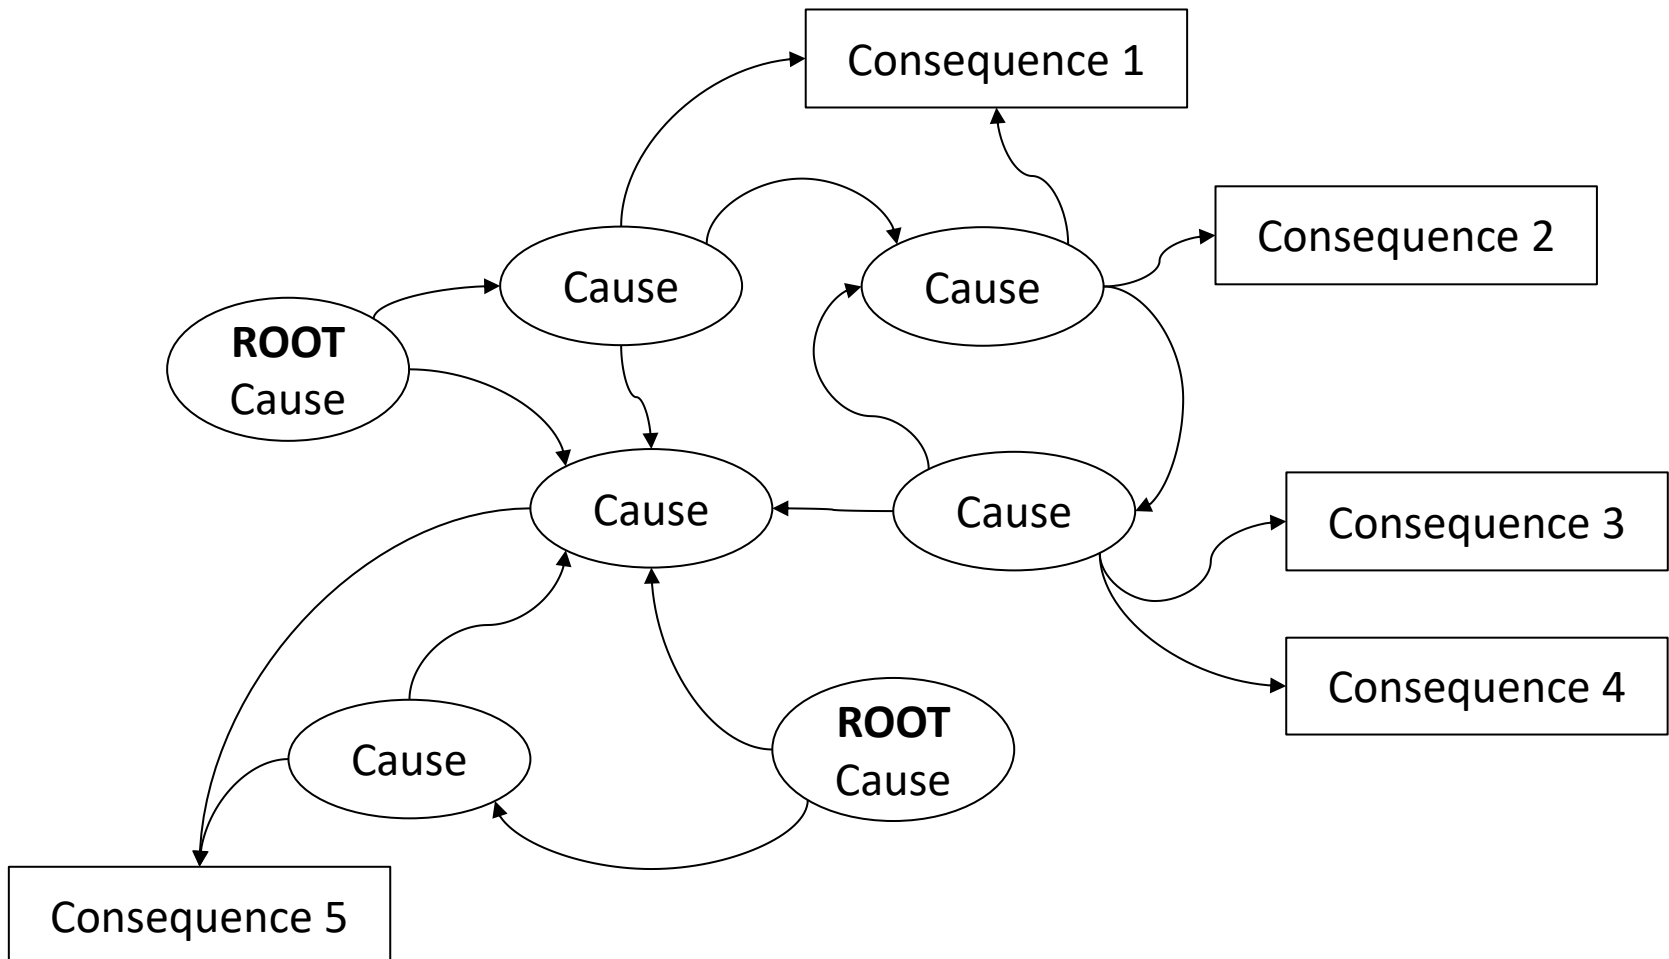 Consequence 1
Consequence 2
Cause
Cause
ROOT
Cause
Cause
Cause
Consequence 3
Consequence 4
ROOT
Cause
Cause
Consequence 5